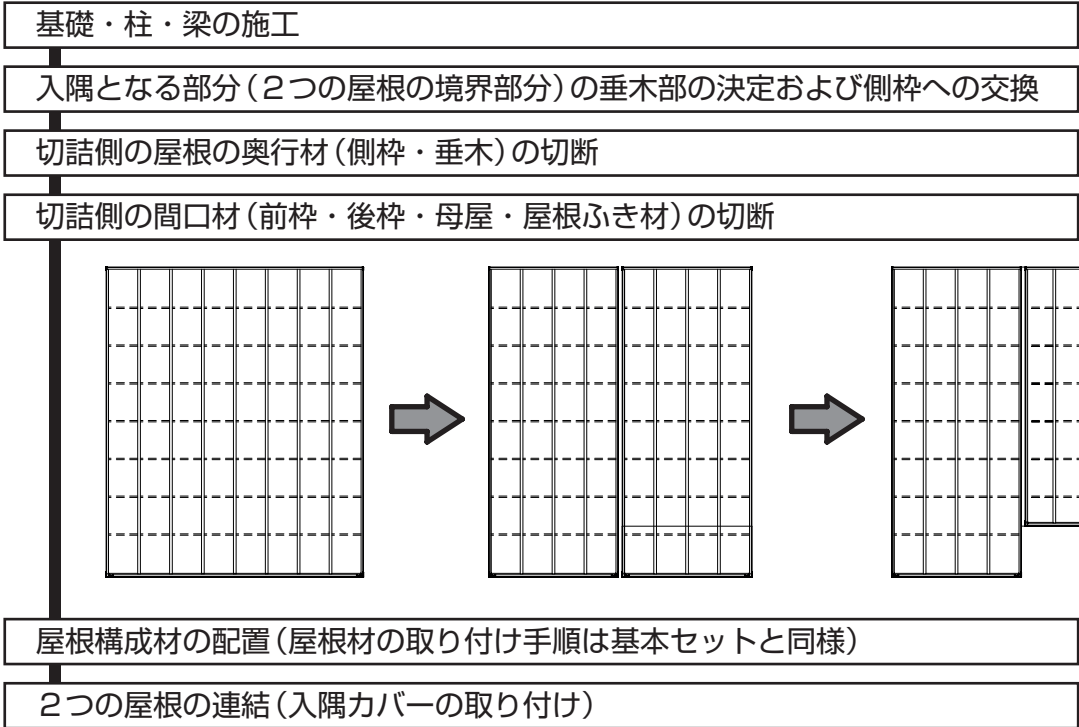 基礎・柱・梁の施工
入隅となる部分(２つの屋根の境界部分)の垂木部の決定および側枠への交換
切詰側の屋根の奥行材(側枠・垂木)の切断
切詰側の間口材(前枠・後枠・母屋・屋根ふき材)の切断
屋根構成材の配置(屋根材の取り付け手順は基本セットと同様)
２つの屋根の連結(入隅カバーの取り付け)